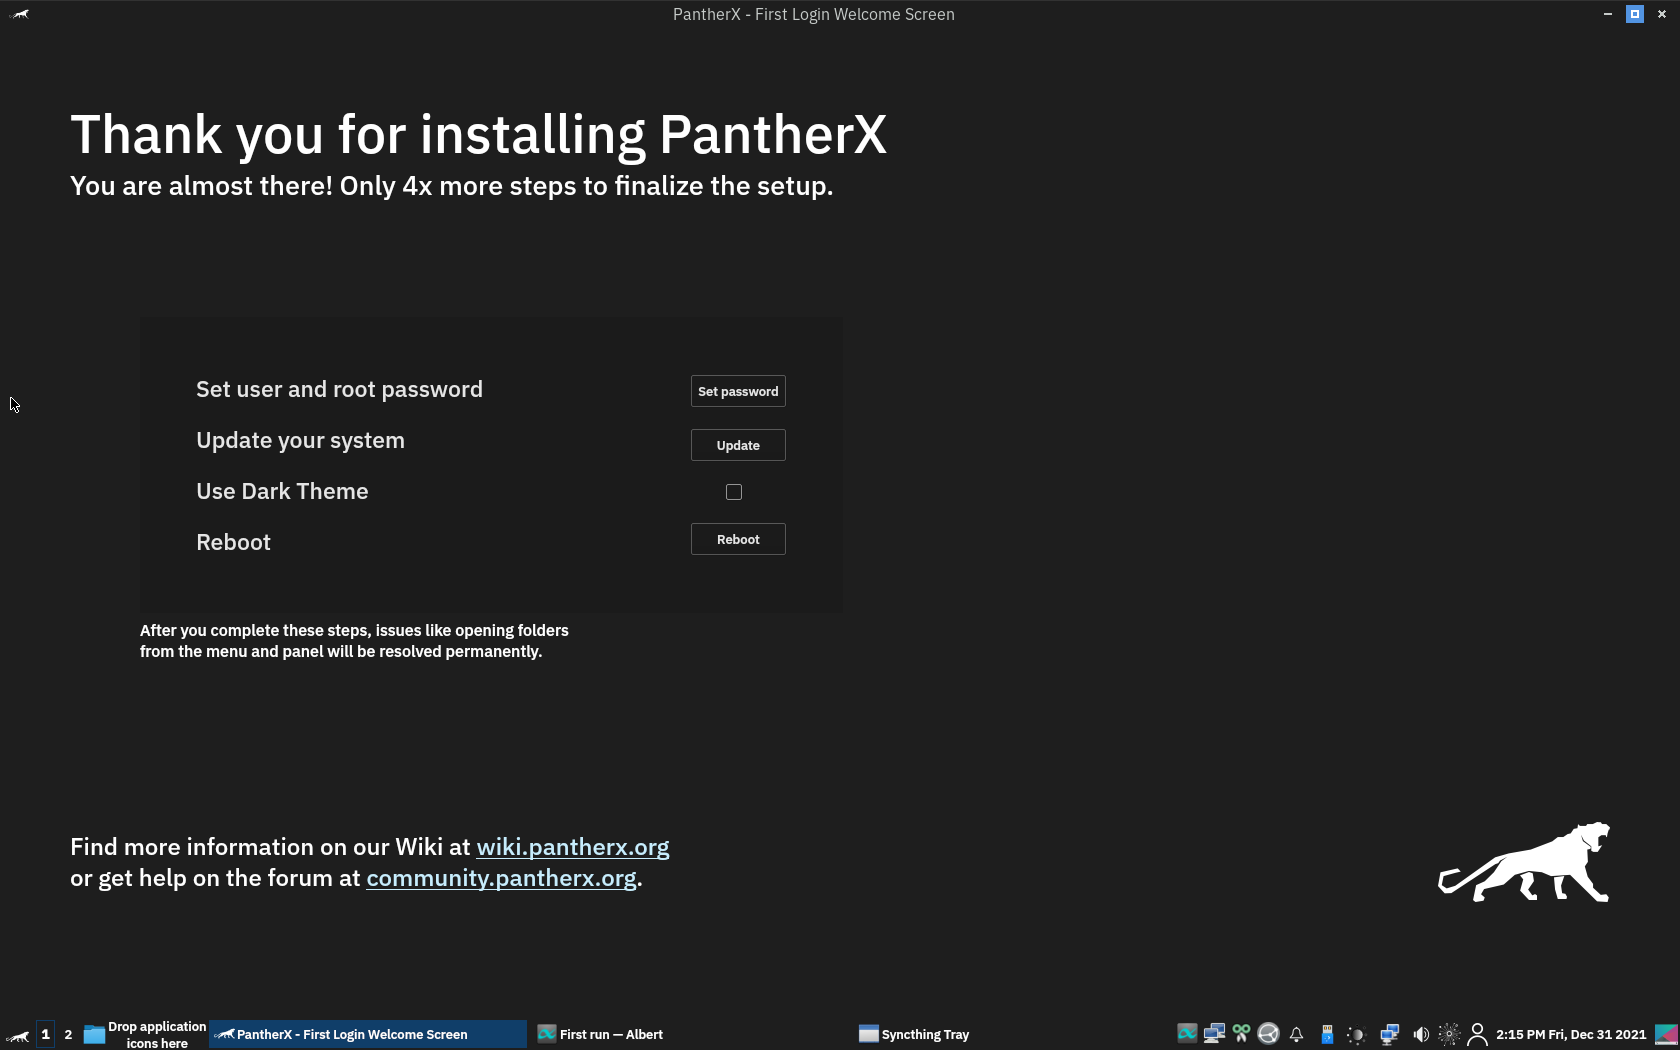 PantherX - First Login Welcome Screen
Thank you for installing PantherX
You are almost there! Only 4x more steps to finalize the setup.
Set user and root password
Set password
Update your system
Update
Use Dark Theme
Reboot
Reboot
After you complete these steps, issues like opening folders
from the menu and panel will be resolved permanently.
Find more information on our Wiki at wiki.pantherx.org
or get help on the forum at community.pantherx.org.
1
2
Drop application
icons here
PantherX - First Login Welcome Screen
First run — Albert
Syncthing Tray
2:15 PM Fri, Dec 31 2021